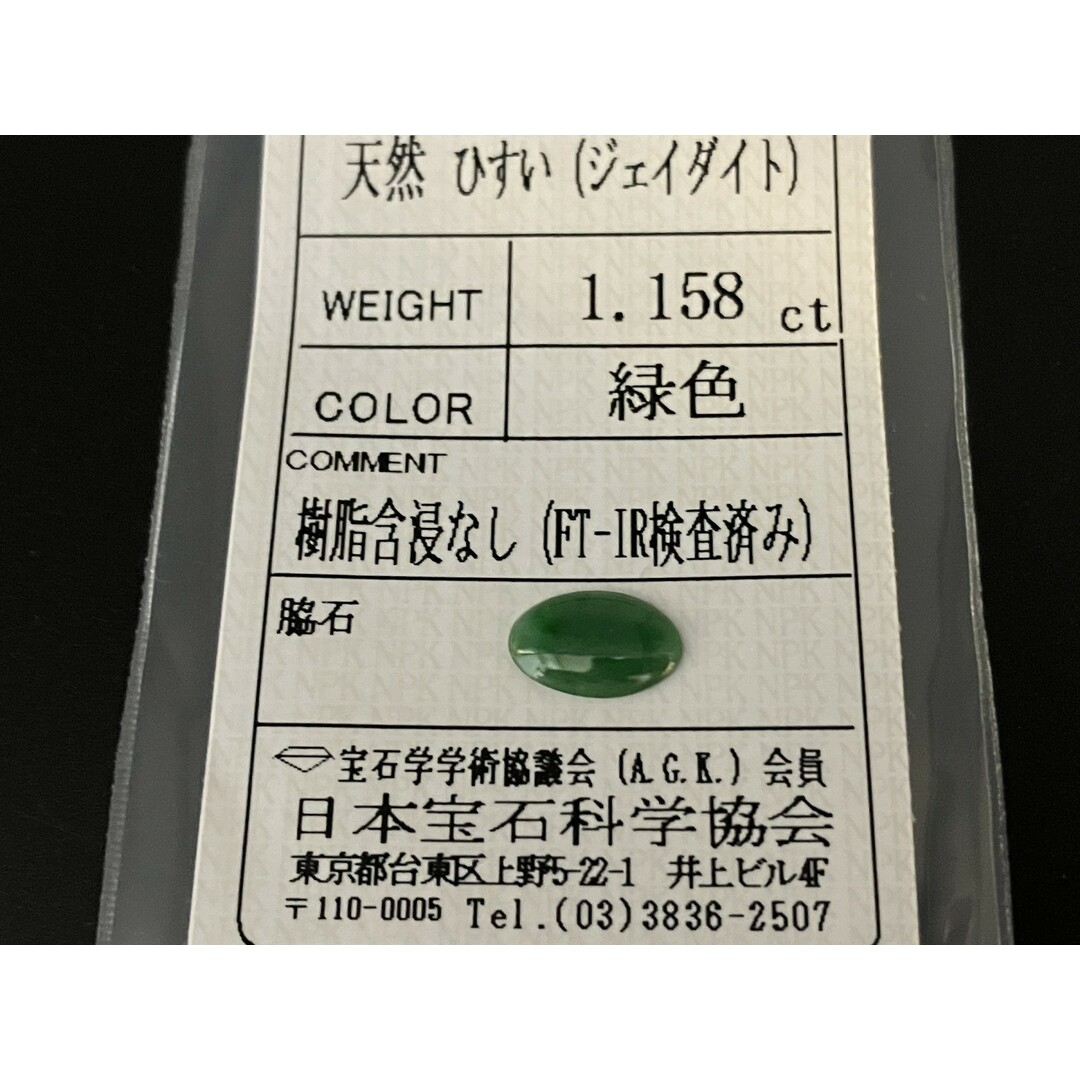 天然 ひすい (ジェイダイト)
WEIGHT 1.158 ct
COLOR 緑色
COMMENT
樹脂含浸なし (FT-IR検査済み)
脇石
宝石学学術協議会 (A.G.K.) 会員
日本宝石科学協会
東京都台東区上野5-22-1 井上ビル4F
〒110-0005 Tel.(03)3836-2507